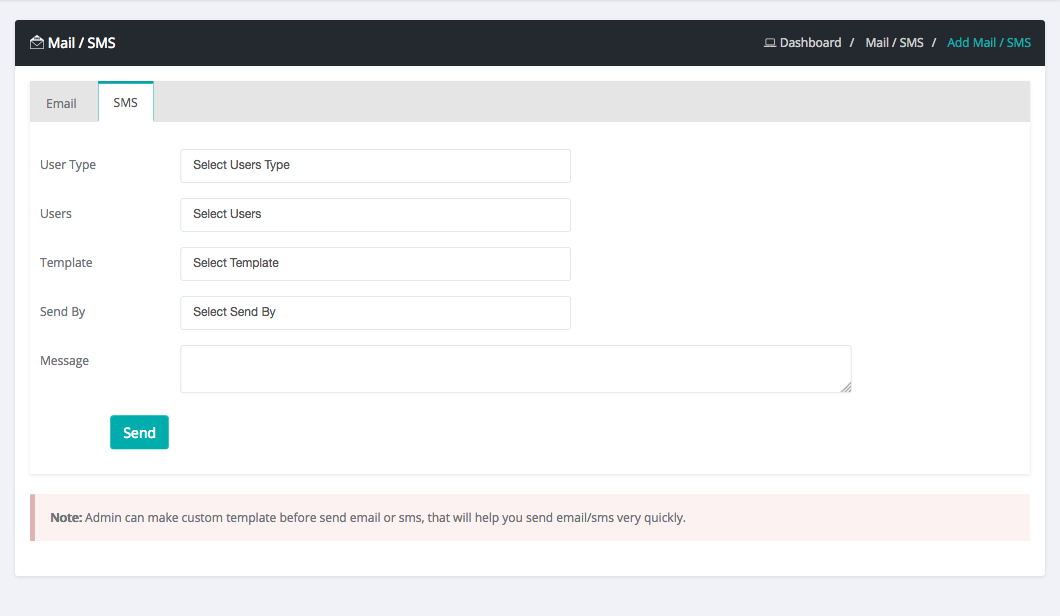 Mail / SMS
Dashboard / Mail / SMS / Add Mail / SMS
Email SMS
User Type Select Users Type
Users Select Users
Template Select Template
Send By Select Send By
Message
Send
Note: Admin can make custom template before send email or sms, that will help you send email/sms very quickly.